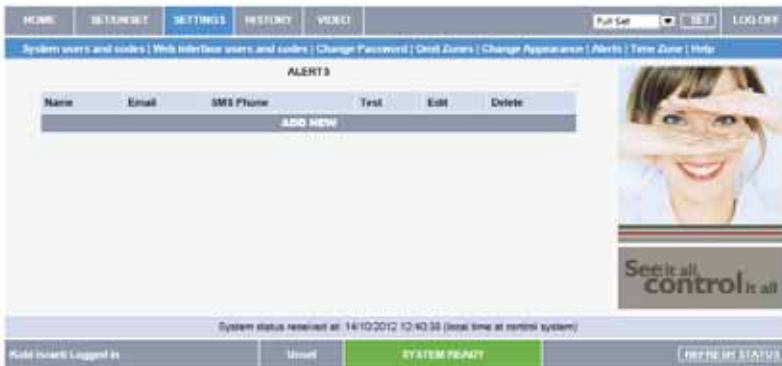 HOME SET/UNSET SETTINGS HISTORY VIDEO Full Set SET LOG OFF
System users and codes | Web Interface users and codes | Change Password | Omit Zones | Change Appearance | Alerts | Time Zone | Help
ALERTS
Name Email SMS Phone Test Edit Delete
ADD NEW
See it all,
control it all
System status received at: 14/10/2012 12:40:38 (local time at control system)
Logged in Unset SYSTEM READY REFRESH STATUS